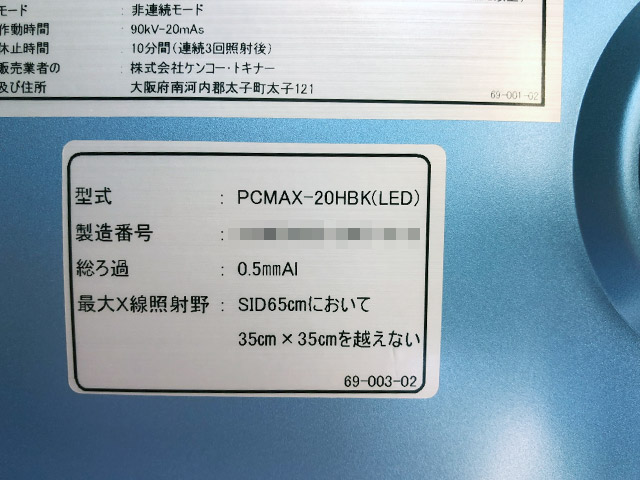 モード : 非連続モード
作動時間 : 90kV-20mAs
休止時間 : 10分間(連続3回照射後)
販売業者の : 株式会社ケンコー・トキナー
及び住所 大阪府南河内郡太子町太子121
69-001-02
型式 : PCMAX-20HBK(LED)
製造番号 :
総ろ過 : 0.5mmAl
最大X線照射野 : SID65cmにおいて
35cm×35cmを越えない
69-003-02